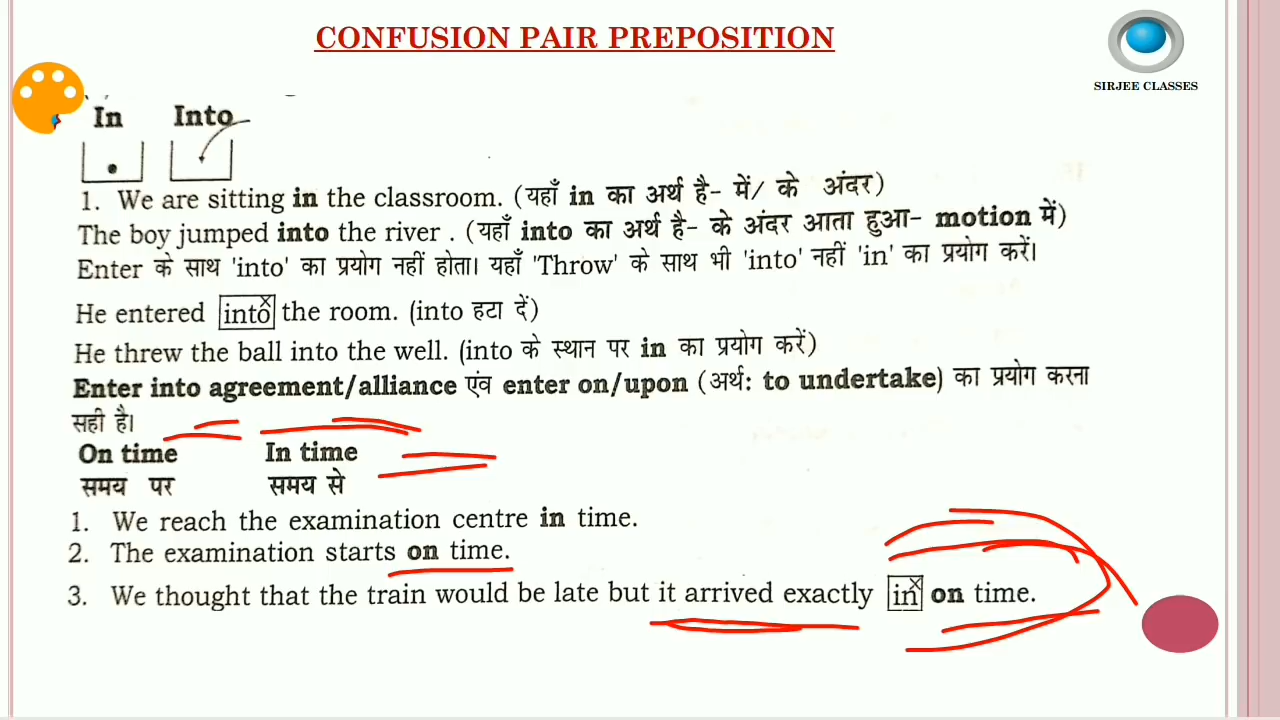 CONFUSION PAIR PREPOSITION
SIRJEE CLASSES
In Into
1. We are sitting in the classroom. (यहाँ in का अर्थ है- में/ के अंदर)
The boy jumped into the river . (यहाँ into का अर्थ है- के अंदर आता हुआ- motion में)
Enter के साथ 'into' का प्रयोग नहीं होता। यहाँ 'Throw' के साथ भी 'into' नहीं 'in' का प्रयोग करें।
He entered into x the room. (into हटा दें)
He threw the ball into the well. (into के स्थान पर in का प्रयोग करें)
Enter into agreement/alliance एंव enter on/upon (अर्थ: to undertake) का प्रयोग करना
सही है।
On time In time
समय पर समय से
1. We reach the examination centre in time.
2. The examination starts on time.
3. We thought that the train would be late but it arrived exactly in x on time.